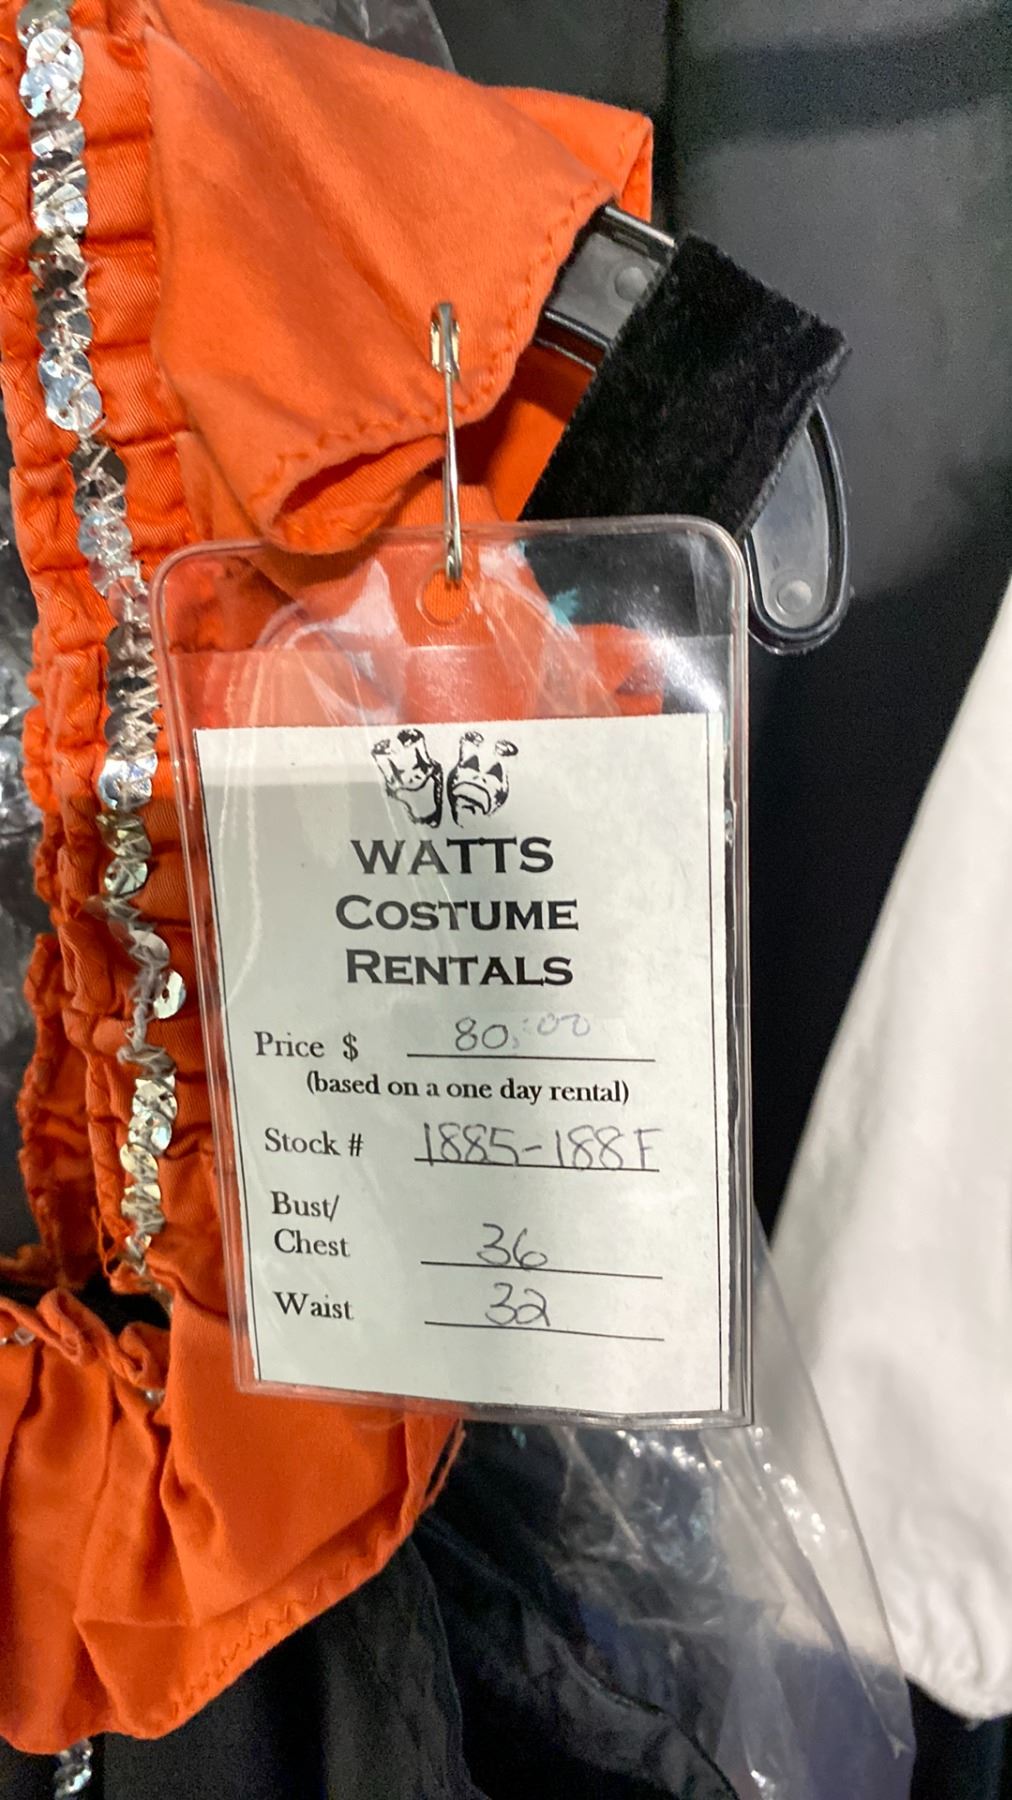 WATTS
COSTUME
RENTALS
Price $ 80.00
(based on a one day rental)
Stock # 1885-188F
Bust/
Chest 36
Waist 32